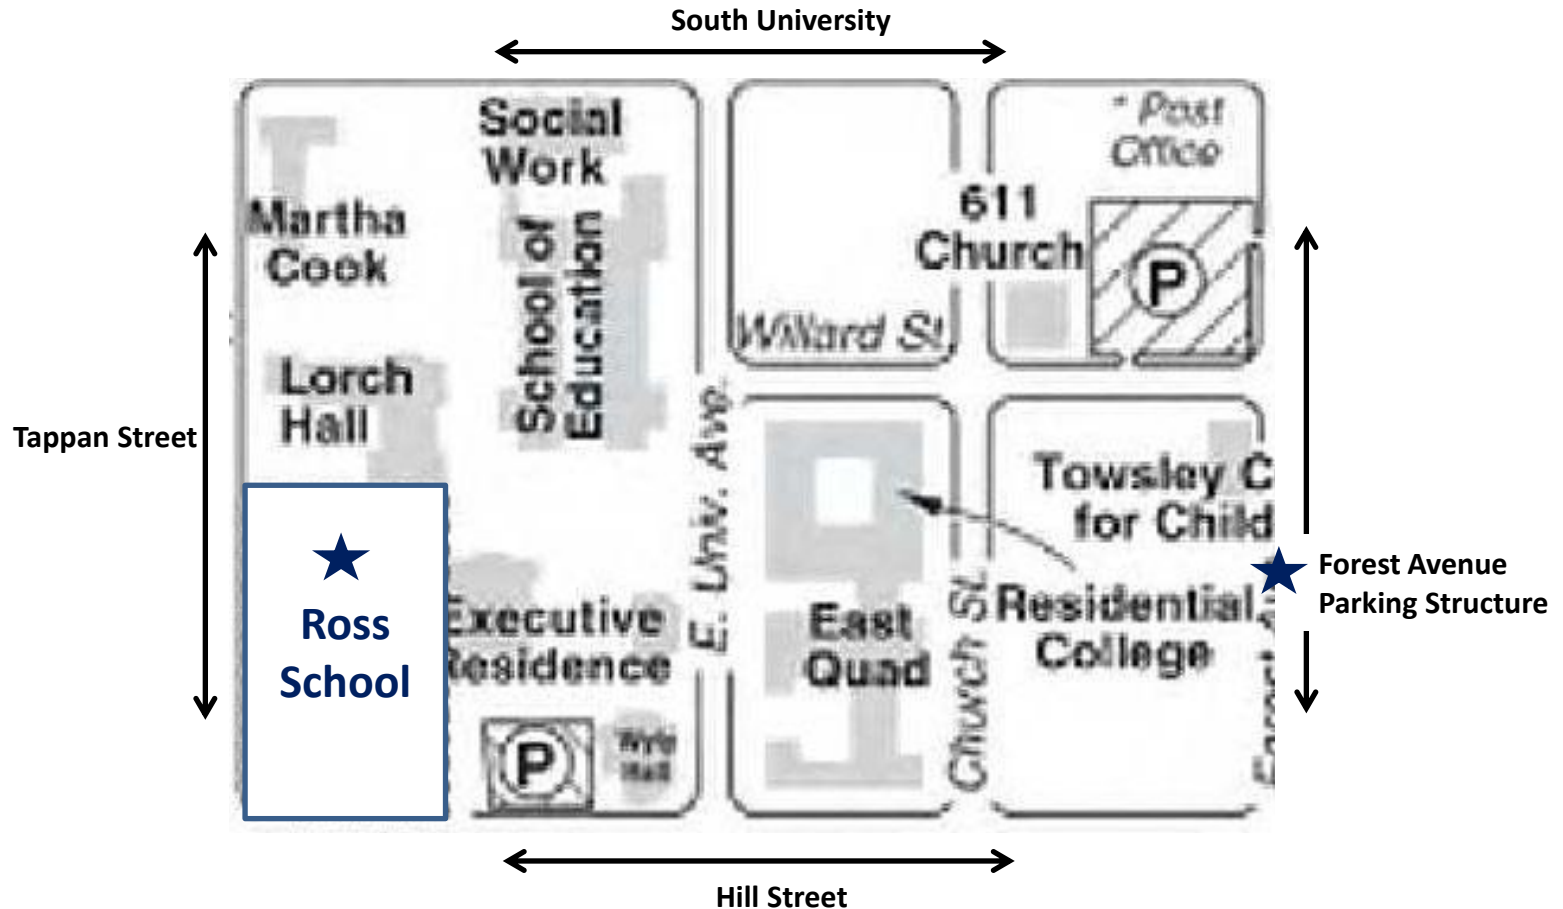 South University
Social
Work
* Post
Office
Martha
Cook
School of
Education
611
Church
P
Willard St.
Lorch
Hall
Tappan Street
E. Univ. Ave.
Towsley C
for Child
Ross
School
Executive
Residence
East
Quad
Church St.
Residential
College
Forest Avenue
Parking Structure
P
Hall
Hill Street